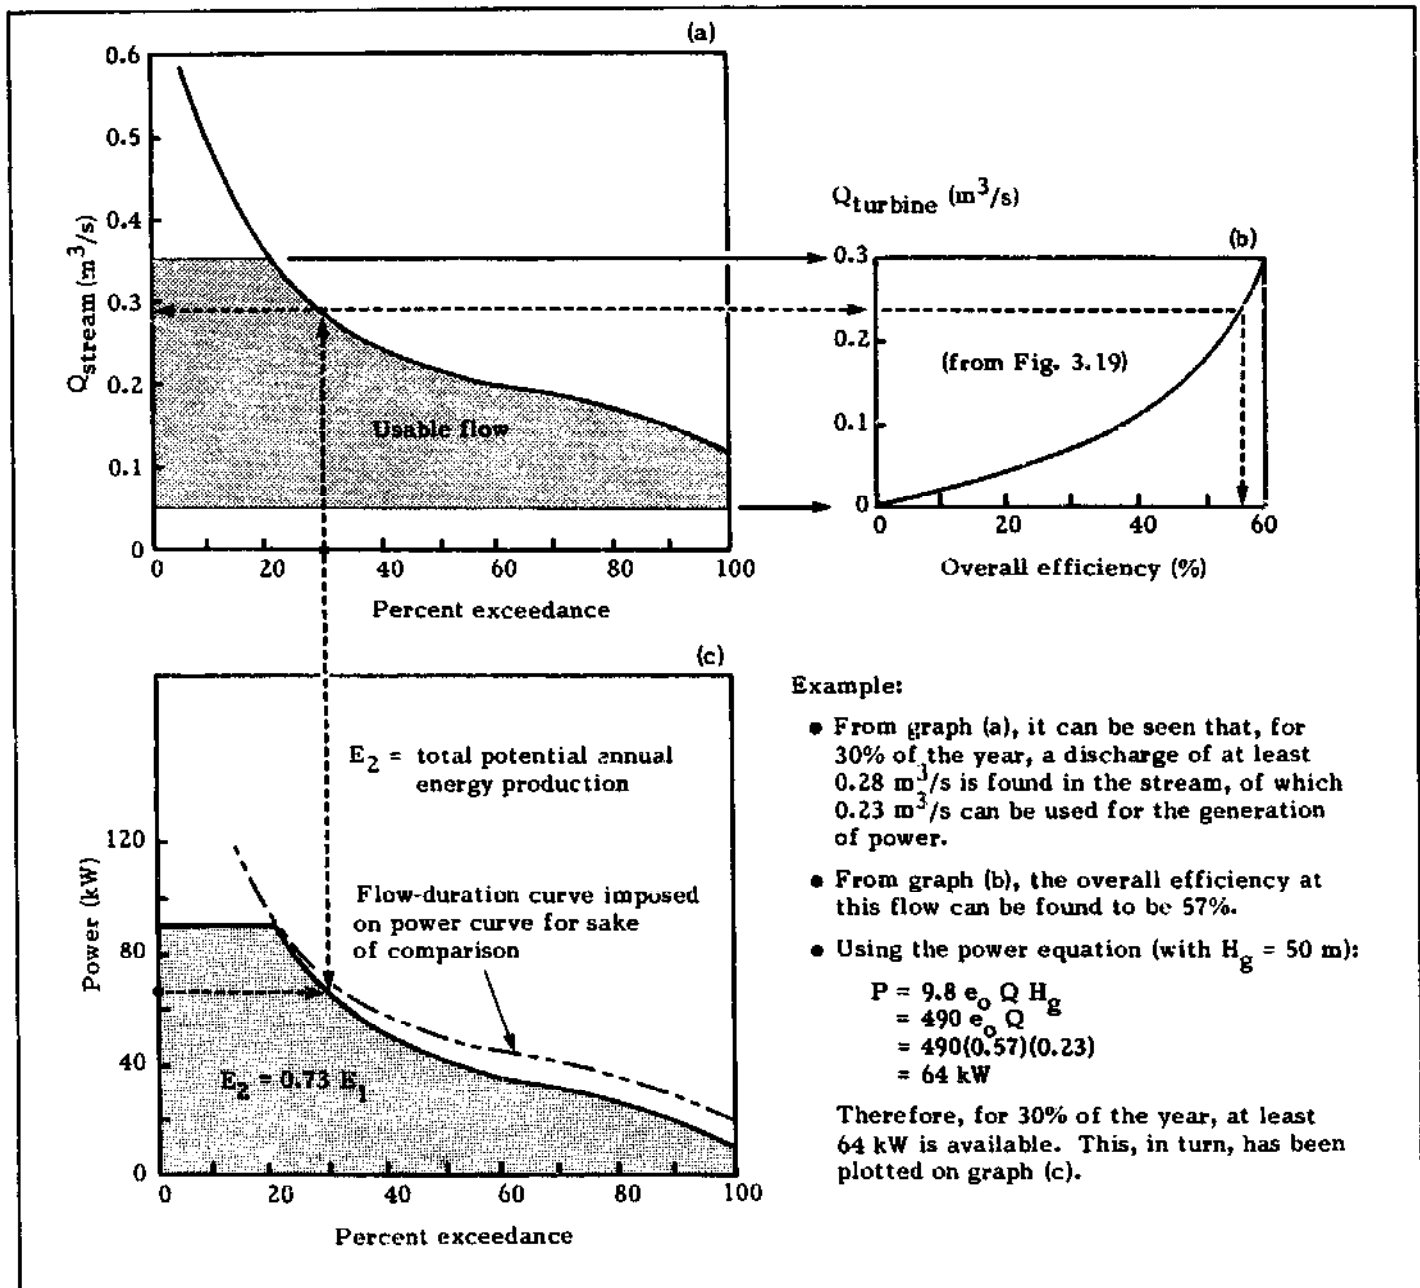 (a)
0.6
0.5
0.4
0.3
0.2
0.1
0
Q_stream (m³/s)
Usable flow
0 20 40 60 80 100
Percent exceedance
Q_turbine (m³/s)
(b)
0.3
0.2
0.1
0
(from Fig. 3.19)
0 20 40 60
Overall efficiency (%)
(c)
E₂ = total potential annual
energy production
120
80
40
0
Power (kW)
Flow-duration curve imposed
on power curve for sake
of comparison
E₂ = 0.73 E₁
0 20 40 60 80 100
Percent exceedance
Example:
• From graph (a), it can be seen that, for
30% of the year, a discharge of at least
0.28 m³/s is found in the stream, of which
0.23 m³/s can be used for the generation
of power.
• From graph (b), the overall efficiency at
this flow can be found to be 57%.
• Using the power equation (with H_g = 50 m):
P = 9.8 e_o Q H_g
= 490 e_o Q
= 490(0.57)(0.23)
= 64 kW
Therefore, for 30% of the year, at least
64 kW is available. This, in turn, has been
plotted on graph (c).